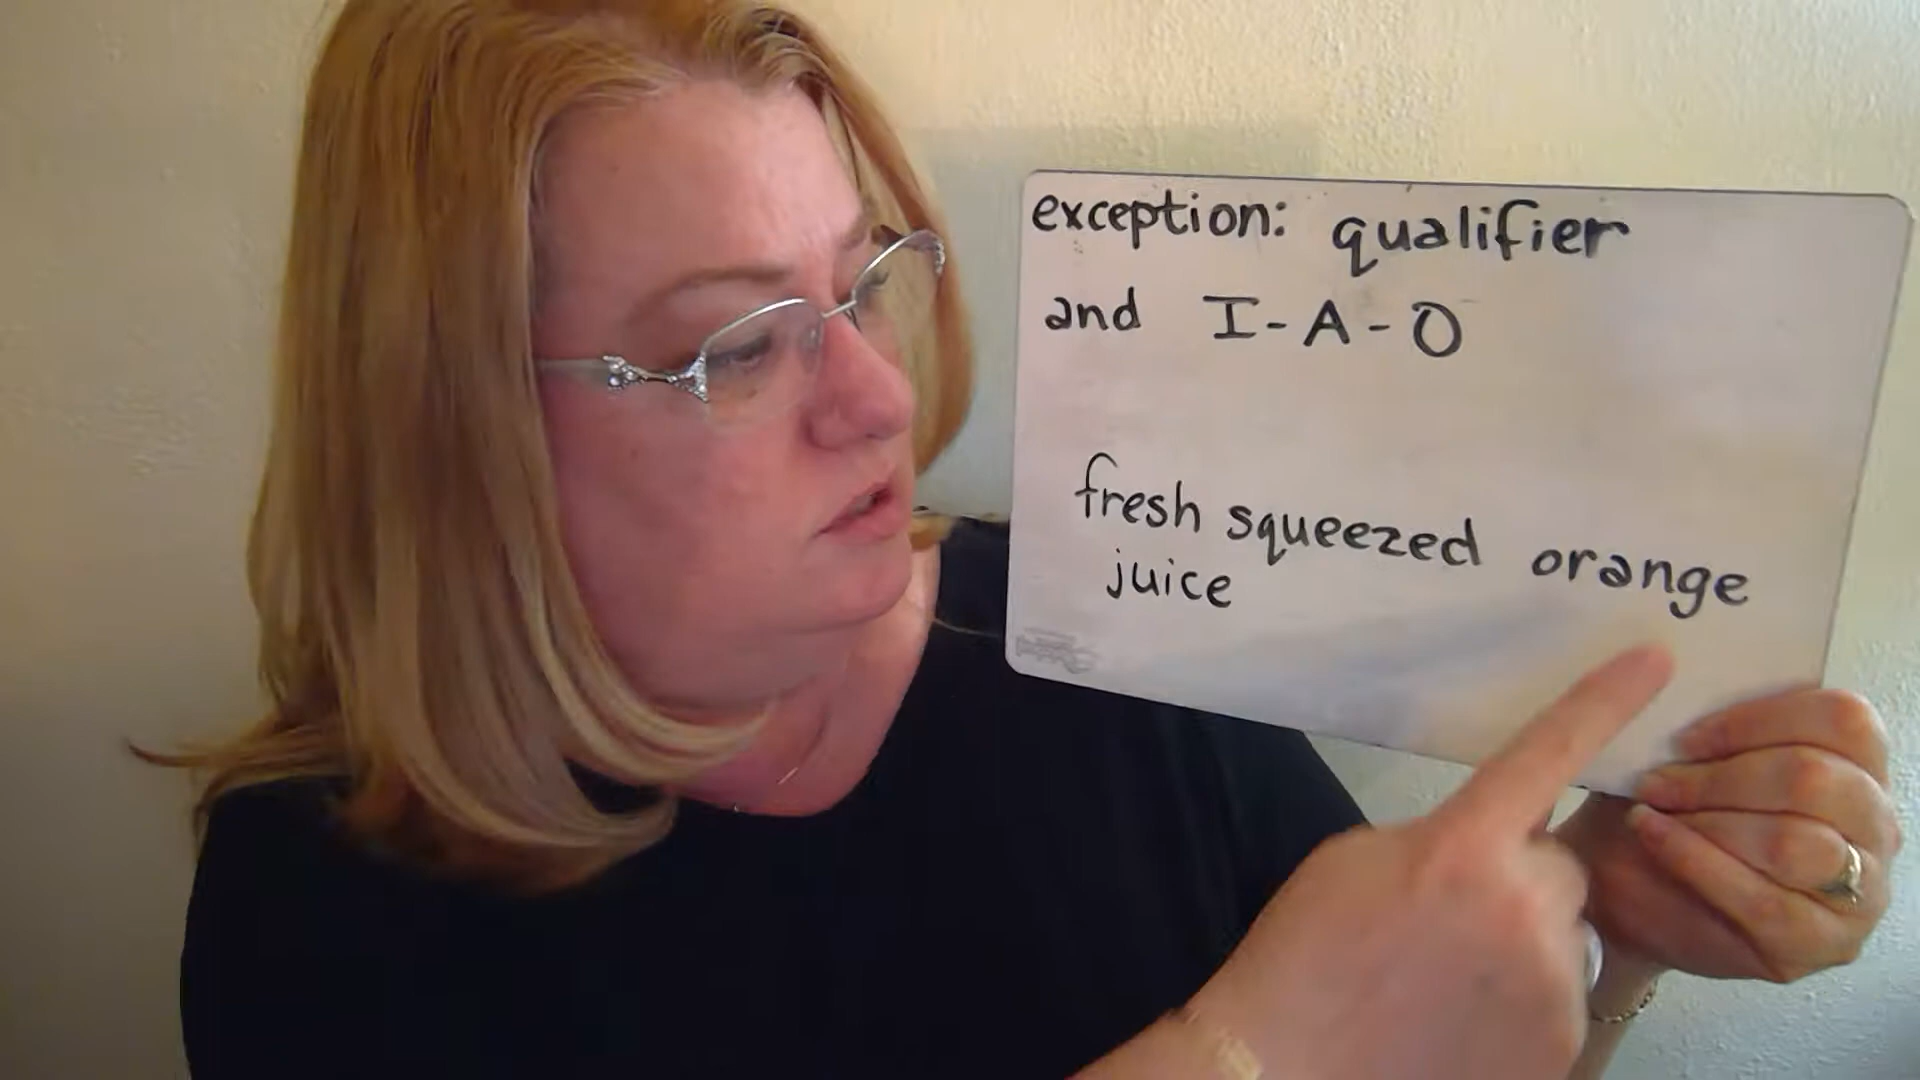 exception: qualifier
and I-A-O
fresh squeezed orange
juice